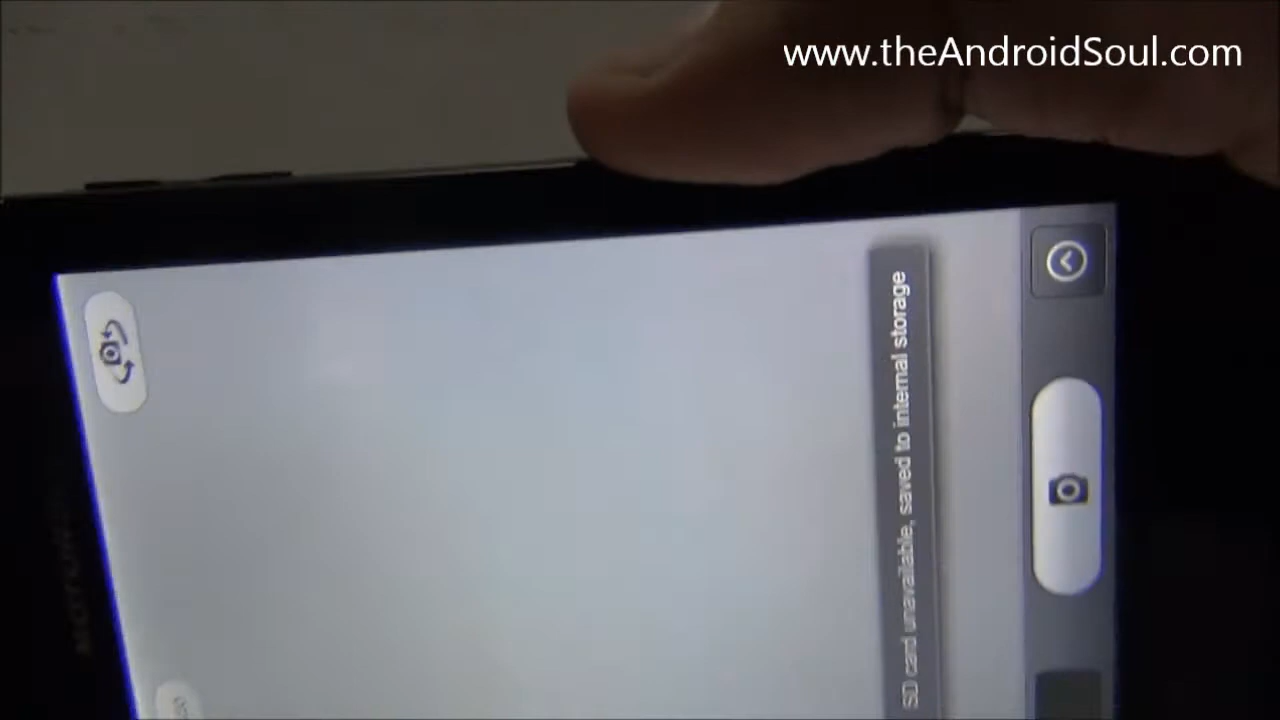 www.theAndroidSoul.com
SD card unavailable, saved to internal storage